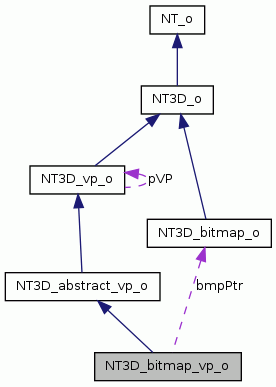 NT_o
NT3D_o
NT3D_vp_o
pVP
NT3D_bitmap_o
NT3D_abstract_vp_o
bmpPtr
NT3D_bitmap_vp_o